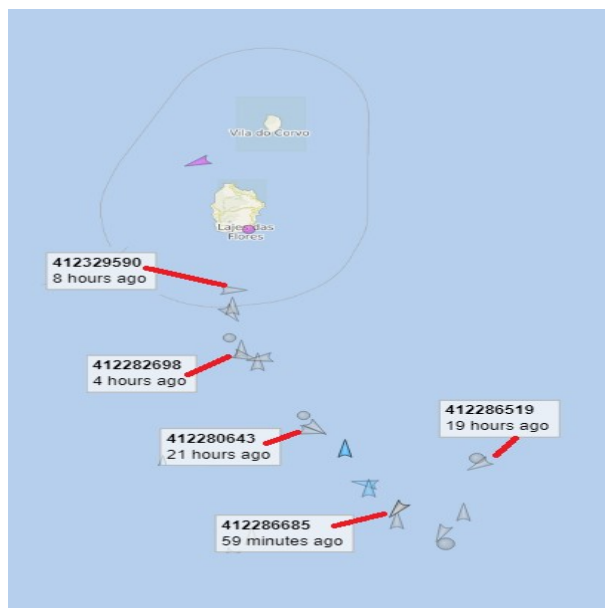 Vila do Corvo
Lajes das
Flores
412329590
8 hours ago
412282698
4 hours ago
412286519
19 hours ago
412280643
21 hours ago
412286685
59 minutes ago